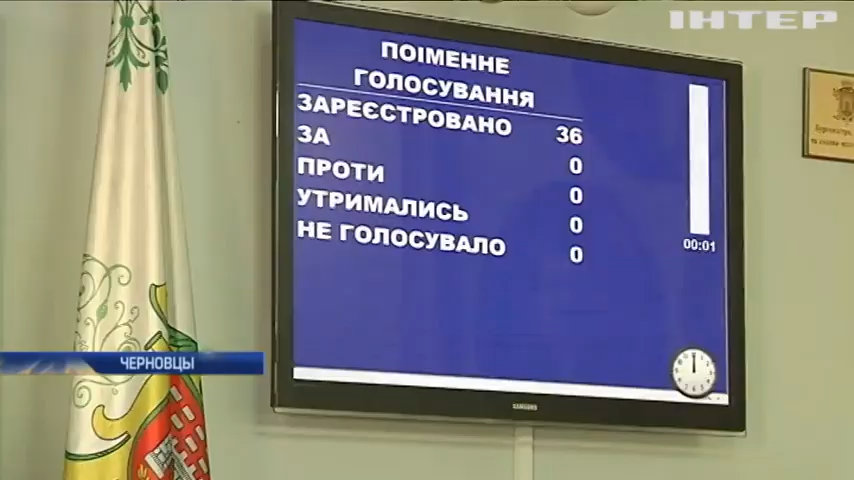 ІНТЕР
ПОІМЕННЕ
ГОЛОСУВАННЯ
ЗАРЕЄСТРОВАНО 36
ЗА 0
ПРОТИ 0
УТРИМАЛИСЬ 0
НЕ ГОЛОСУВАЛО 0
00:01
ЧЕРНОВЦЫ
SAMSUNG